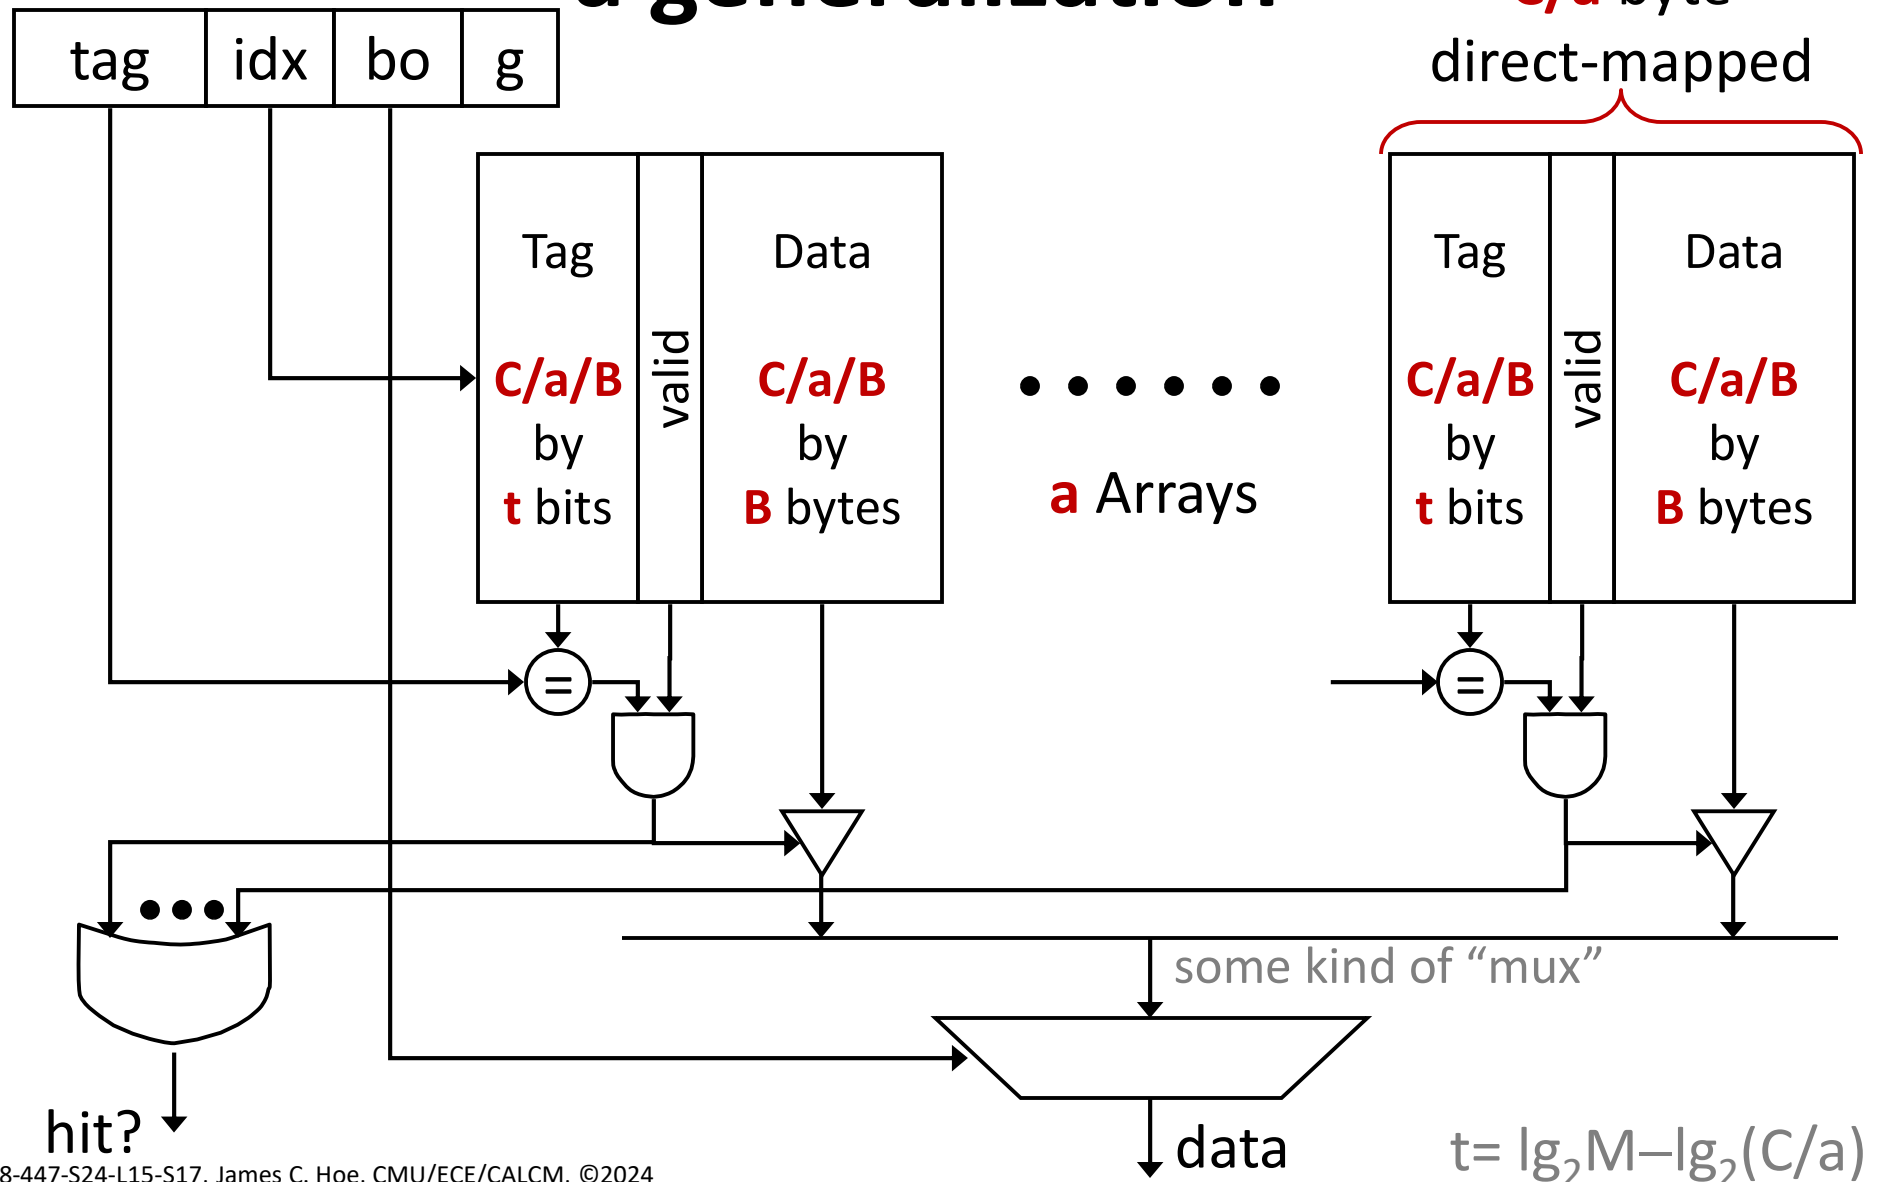 a generalization
C/a byte
direct-mapped
tag idx bo g
Tag
valid
Data
C/a/B
by
t bits
C/a/B
by
B bytes
a Arrays
Tag
valid
Data
C/a/B
by
t bits
C/a/B
by
B bytes
=
=
some kind of “mux”
hit?
data
t= lg₂M–lg₂(C/a)
8-447-S24-L15-S17, James C. Hoe, CMU/ECE/CALCM, ©2024